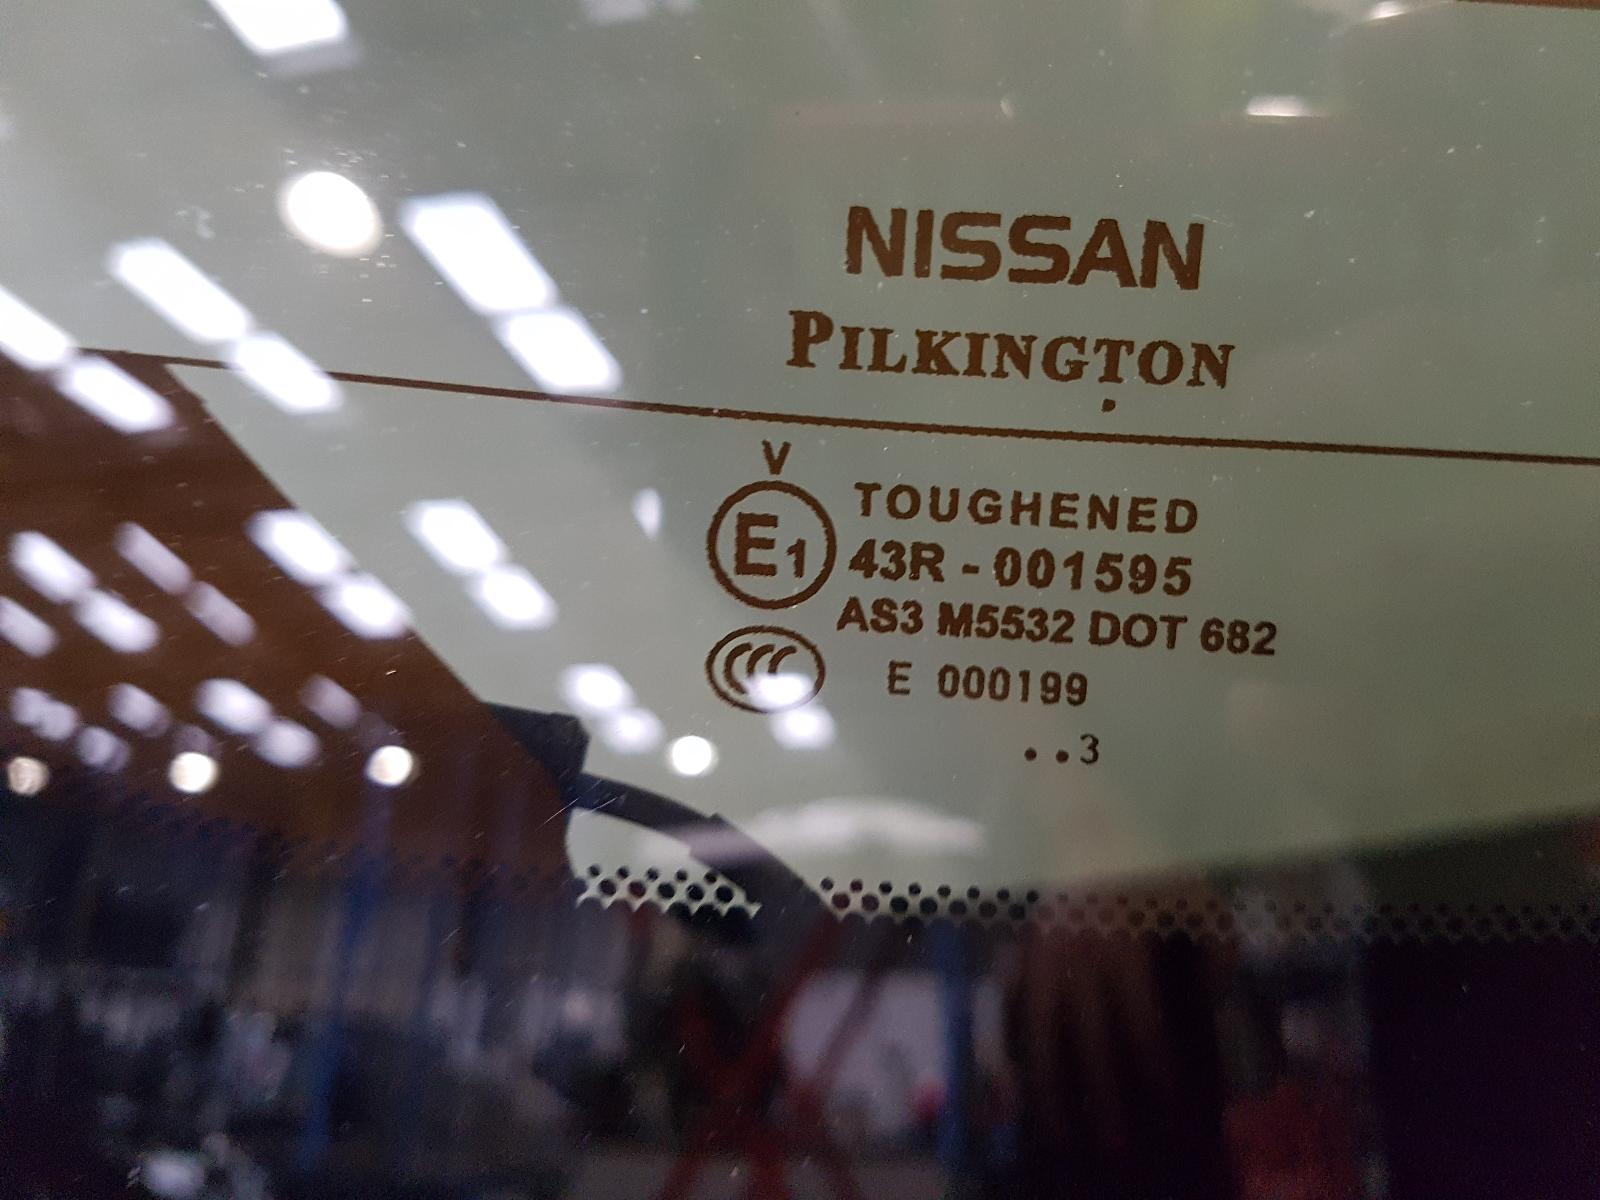 NISSAN
PILKINGTON
V
E1
TOUGHENED
43R - 001595
AS3 M5532 DOT 682
CCC
E 000199
..3